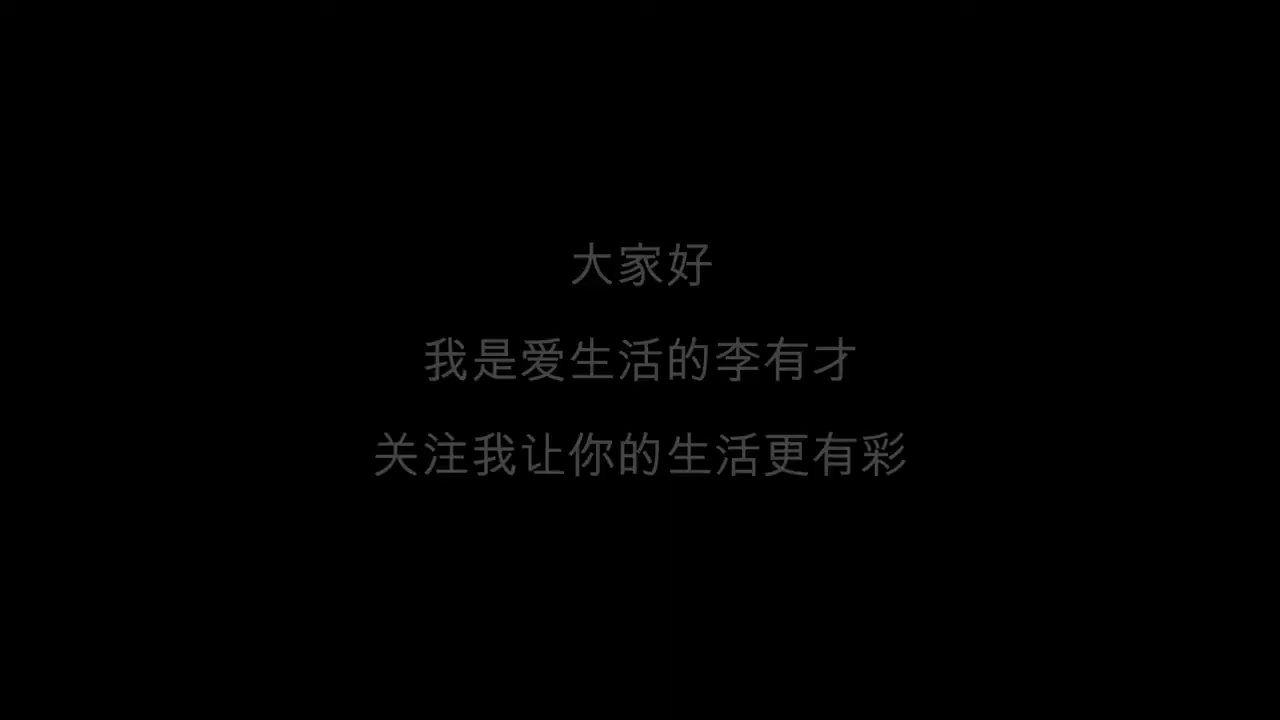 大家好
我是爱生活的李有才
关注我让你的生活更有彩